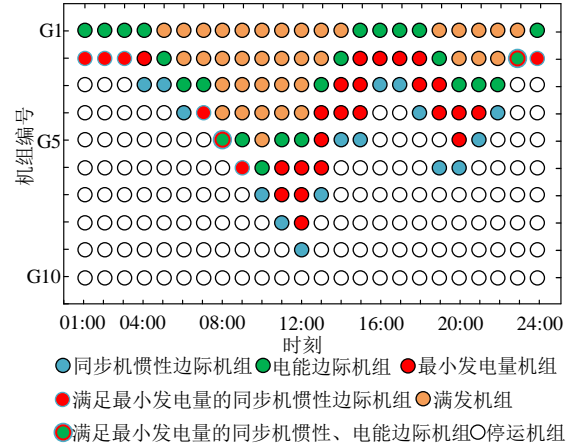 G1
G5
G10
机组编号
01:00 04:00 08:00 12:00 16:00 20:00 24:00
时刻
同步机惯性边际机组 电能边际机组 最小发电量机组
满足最小发电量的同步机惯性边际机组 满发机组
满足最小发电量的同步机惯性、电能边际机组 停运机组